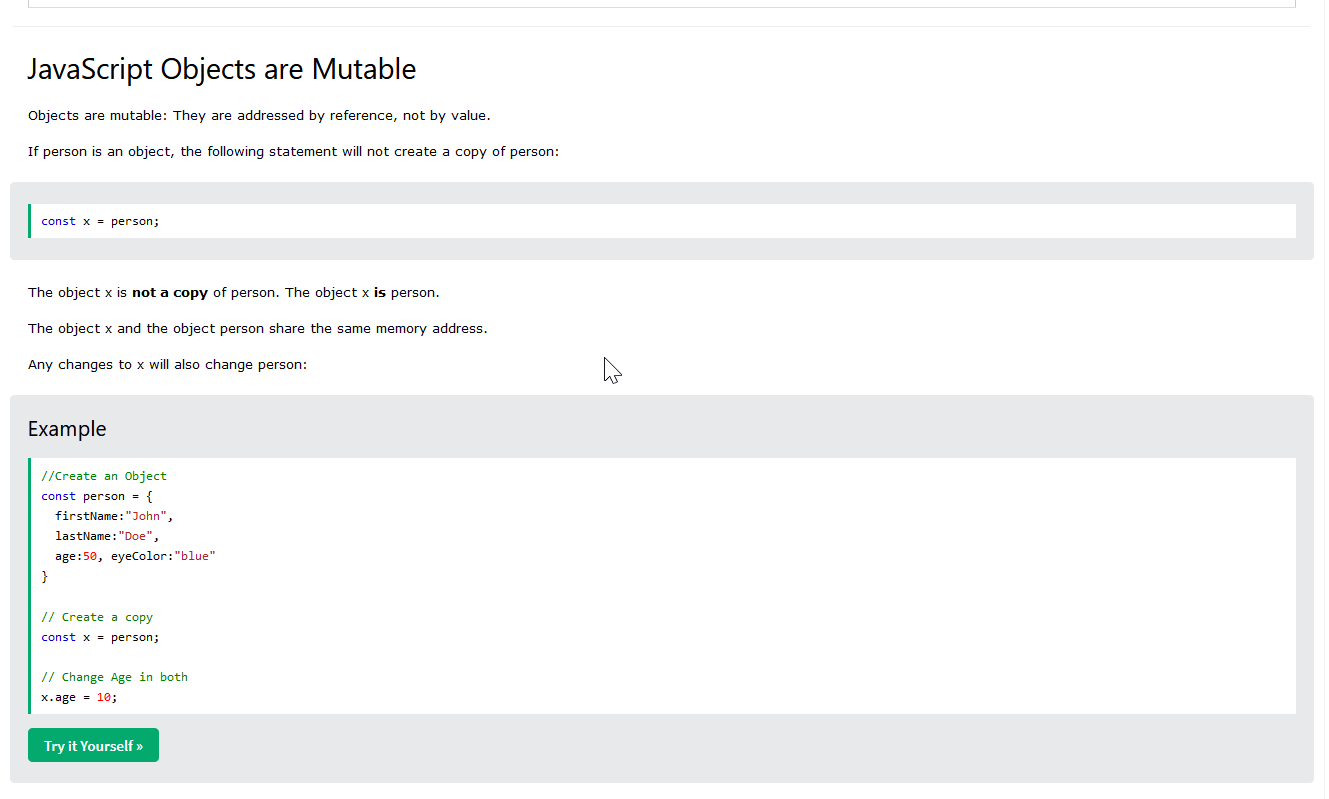 JavaScript Objects are Mutable
Objects are mutable: They are addressed by reference, not by value.
If person is an object, the following statement will not create a copy of person:
const x = person;
The object x is not a copy of person. The object x is person.
The object x and the object person share the same memory address.
Any changes to x will also change person:
Example
//Create an Object
const person = {
  firstName:"John",
  lastName:"Doe",
  age:50, eyeColor:"blue"
}
// Create a copy
const x = person;
// Change Age in both
x.age = 10;
Try it Yourself »